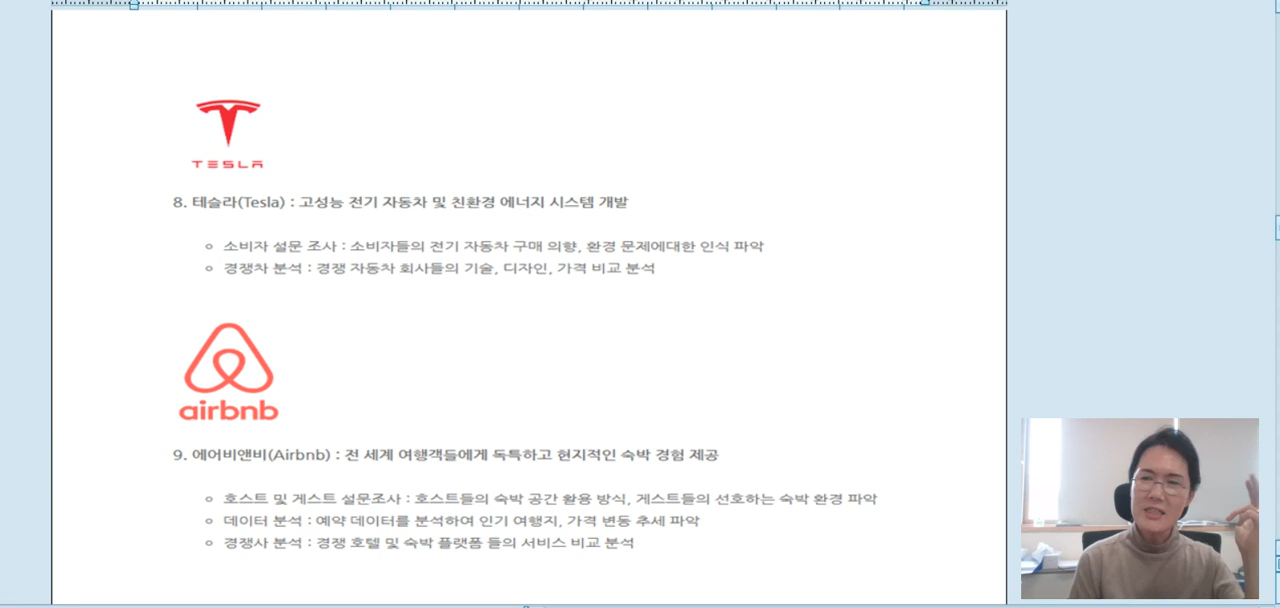 TESLA
8. 테슬라(Tesla) : 고성능 전기 자동차 및 친환경 에너지 시스템 개발
소비자 설문 조사 : 소비자들의 전기 자동차 구매 의향, 환경 문제에대한 인식 파악
경쟁차 분석 : 경쟁 자동차 회사들의 기술, 디자인, 가격 비교 분석
airbnb
9. 에어비앤비(Airbnb) : 전 세계 여행객들에게 독특하고 현지적인 숙박 경험 제공
호스트 및 게스트 설문조사 : 호스트들의 숙박 공간 활용 방식, 게스트들의 선호하는 숙박 환경 파악
데이터 분석 : 예약 데이터를 분석하여 인기 여행지, 가격 변동 추세 파악
경쟁사 분석 : 경쟁 호텔 및 숙박 플랫폼 들의 서비스 비교 분석